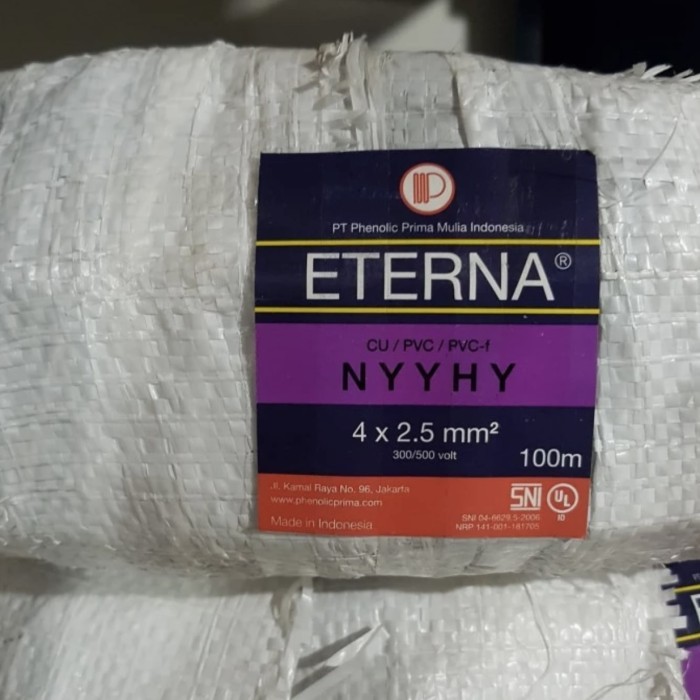 PT Phenolic Prima Mulia Indonesia
ETERNA®
CU / PVC / PVC-f
NYYHY
4 x 2.5 mm²
300/500 volt
100m
Jl. Kamal Raya No. 96, Jakarta
www.phenolicprima.com
Made in Indonesia
SNI
UL
ID
SNI 04-6629.5-2006
NRP 141-001-161705